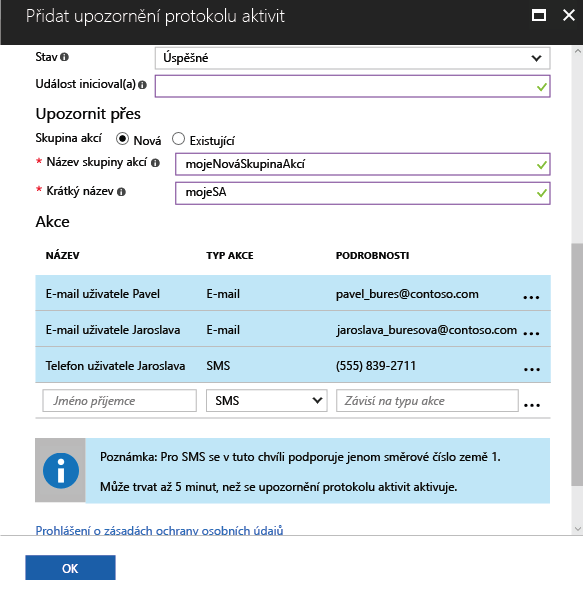 Přidat upozornění protokolu aktivit
Stav
Úspěšné
Událost inicioval(a)
Upozornit přes
Skupina akcí Nová Existující
* Název skupiny akcí mojeNováSkupinaAkcí
* Krátký název mojeSA
Akce
NÁZEV TYP AKCE PODROBNOSTI
E-mail uživatele Pavel E-mail pavel_bures@contoso.com ...
E-mail uživatele Jaroslava E-mail jaroslava_buresova@contoso.com ...
Telefon uživatele Jaroslava SMS (555) 839-2711 ...
Jméno příjemce SMS Závisí na typu akce ...
Poznámka: Pro SMS se v tuto chvíli podporuje jenom směrové číslo země 1.
Může trvat až 5 minut, než se upozornění protokolu aktivit aktivuje.
Prohlášení o zásadách ochrany osobních údajů
OK